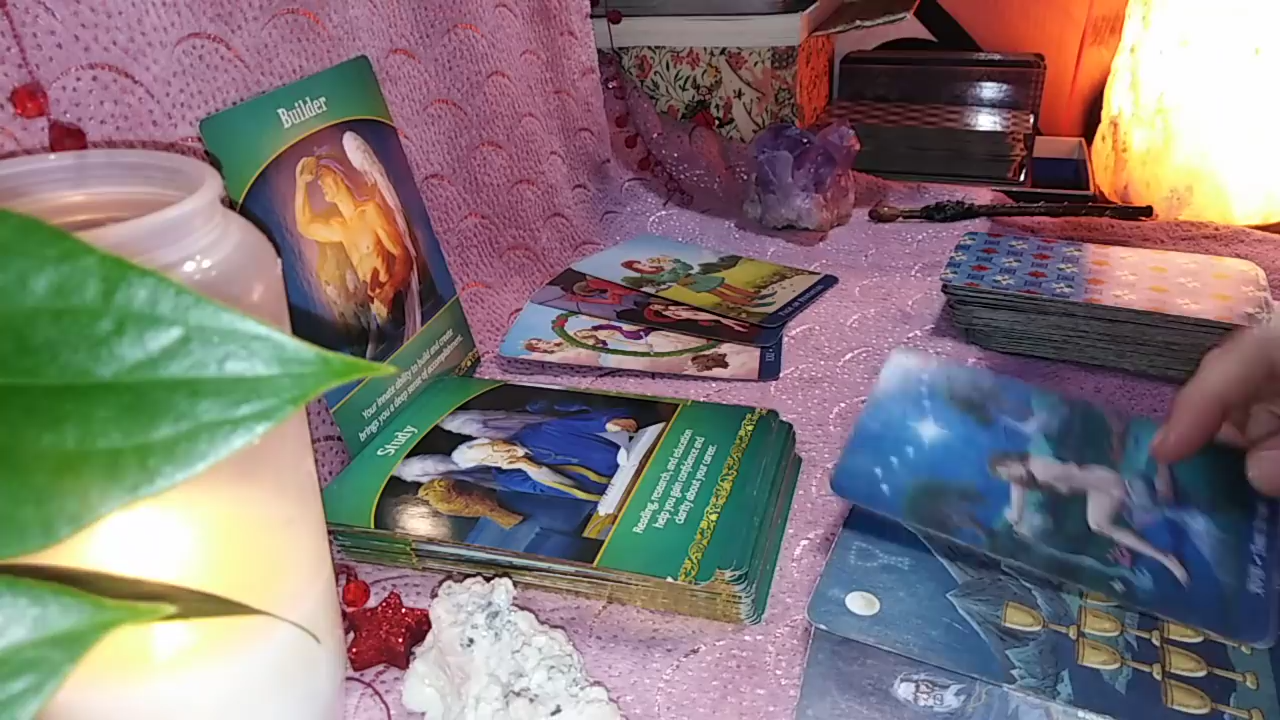 Builder
Your innate ability to build and create
brings you a deep sense of accomplishment.
Study
Reading, research, and education
help you gain confidence and
clarity about your career.